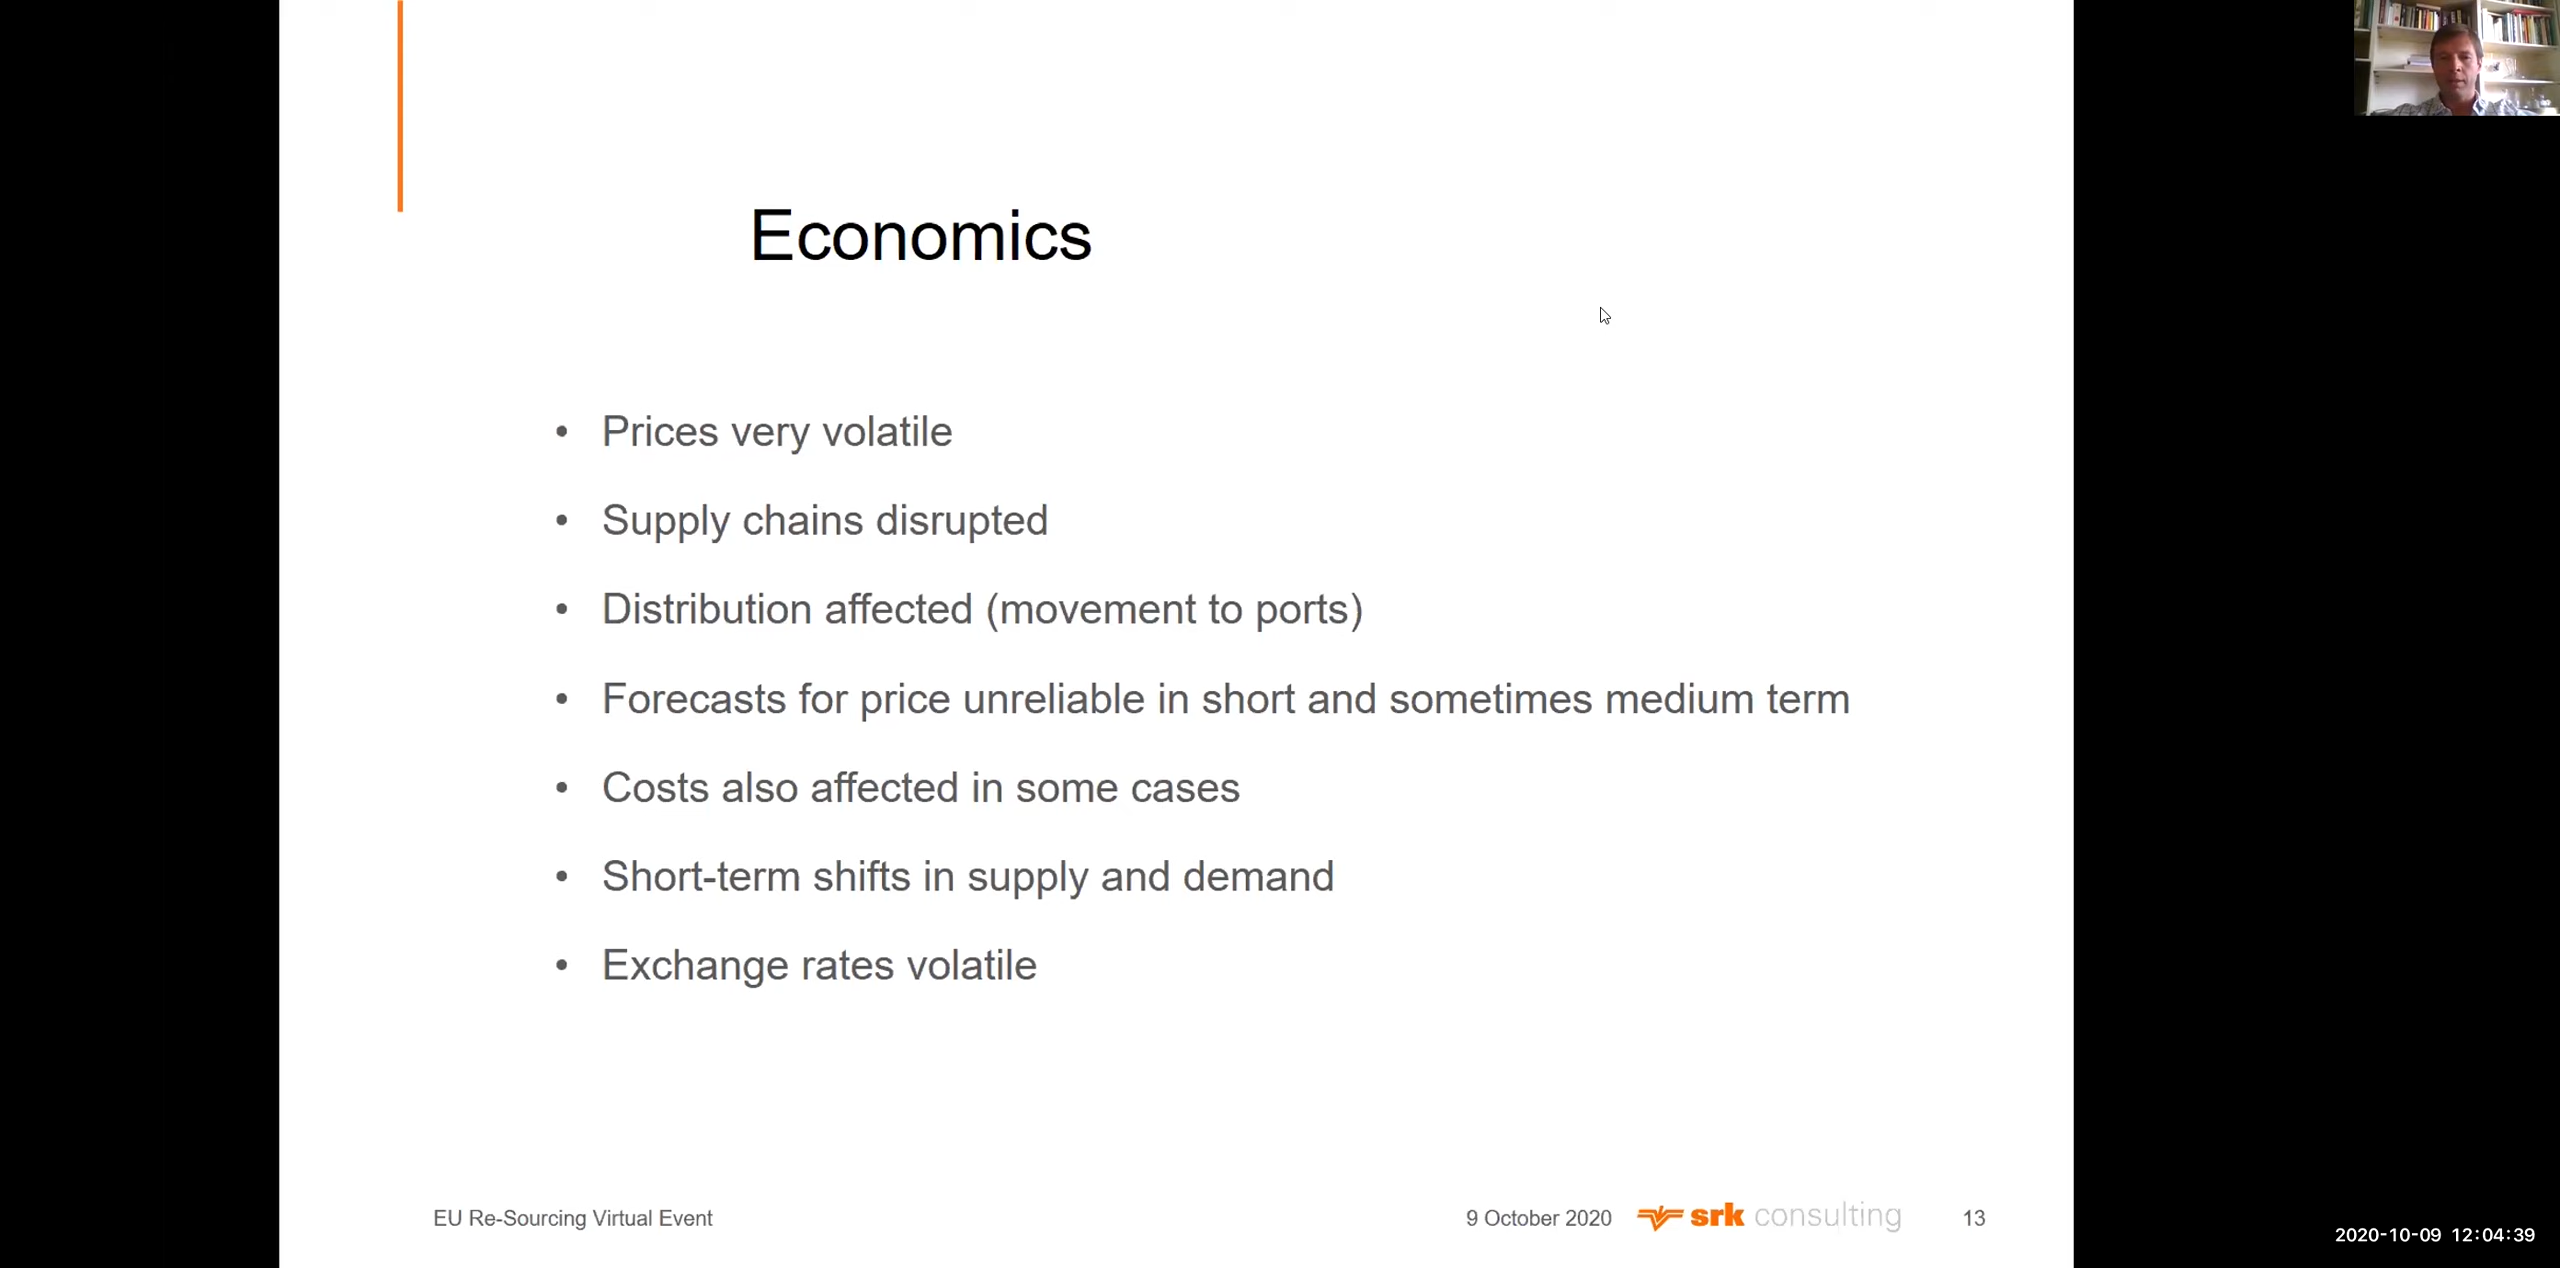 Economics
• Prices very volatile
• Supply chains disrupted
• Distribution affected (movement to ports)
• Forecasts for price unreliable in short and sometimes medium term
• Costs also affected in some cases
• Short-term shifts in supply and demand
• Exchange rates volatile
EU Re-Sourcing Virtual Event
9 October 2020
srk consulting
13
2020-10-09 12:04:39